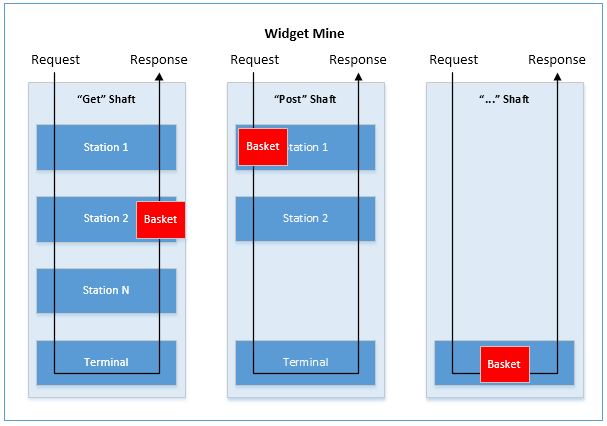 Widget Mine
Request Response Request Response Request Response
“Get” Shaft “Post” Shaft “...” Shaft
Station 1 Basket Station 1
Station 2 Basket Station 2
Station N
Terminal Terminal Basket